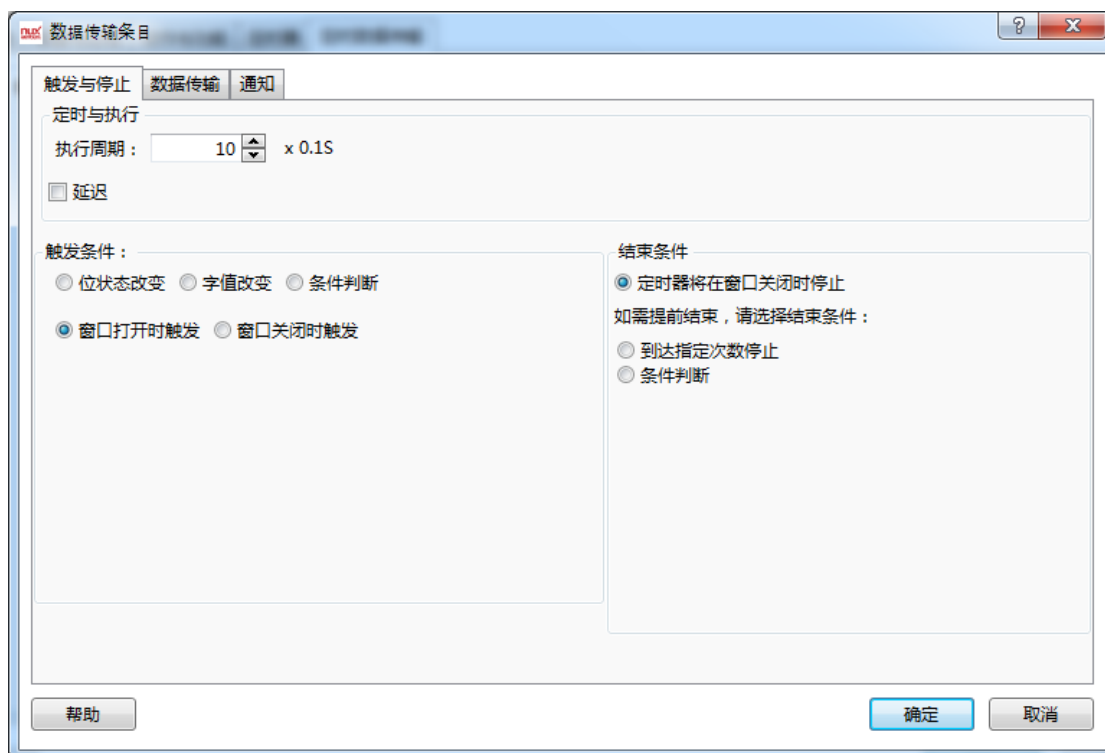 数据传输条目
触发与停止 数据传输 通知
定时与执行
执行周期： 10 x 0.1S
延迟
触发条件：
位状态改变 字值改变 条件判断
窗口打开时触发 窗口关闭时触发
结束条件
定时器将在窗口关闭时停止
如需提前结束，请选择结束条件：
到达指定次数停止
条件判断
帮助 确定 取消